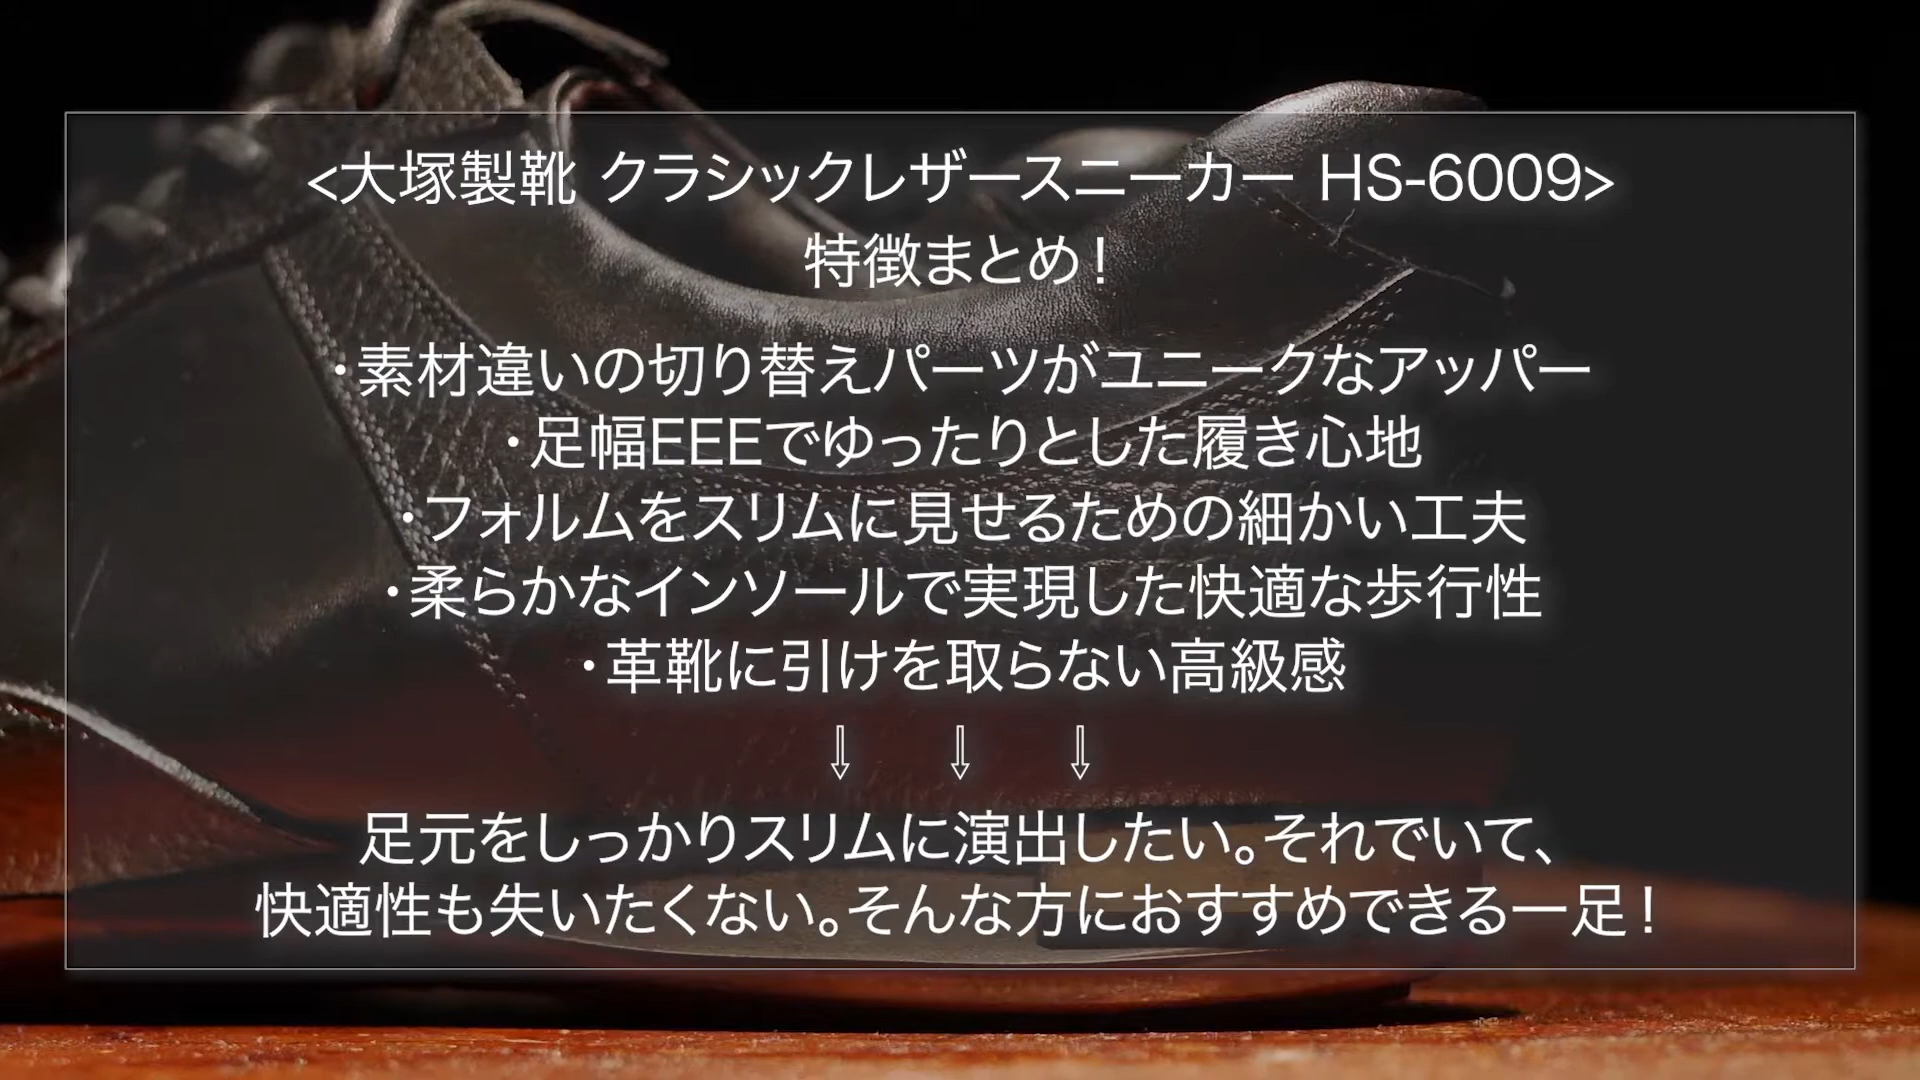 <大塚製靴 クラシックレザースニーカー HS-6009>
特徴まとめ！
・素材違いの切り替えパーツがユニークなアッパー
・足幅EEEでゆったりとした履き心地
・フォルムをスリムに見せるための細かい工夫
・柔らかなインソールで実現した快適な歩行性
・革靴に引けを取らない高級感
⇩ ⇩ ⇩
足元をしっかりスリムに演出したい。それでいて、
快適性も失いたくない。そんな方におすすめできる一足！